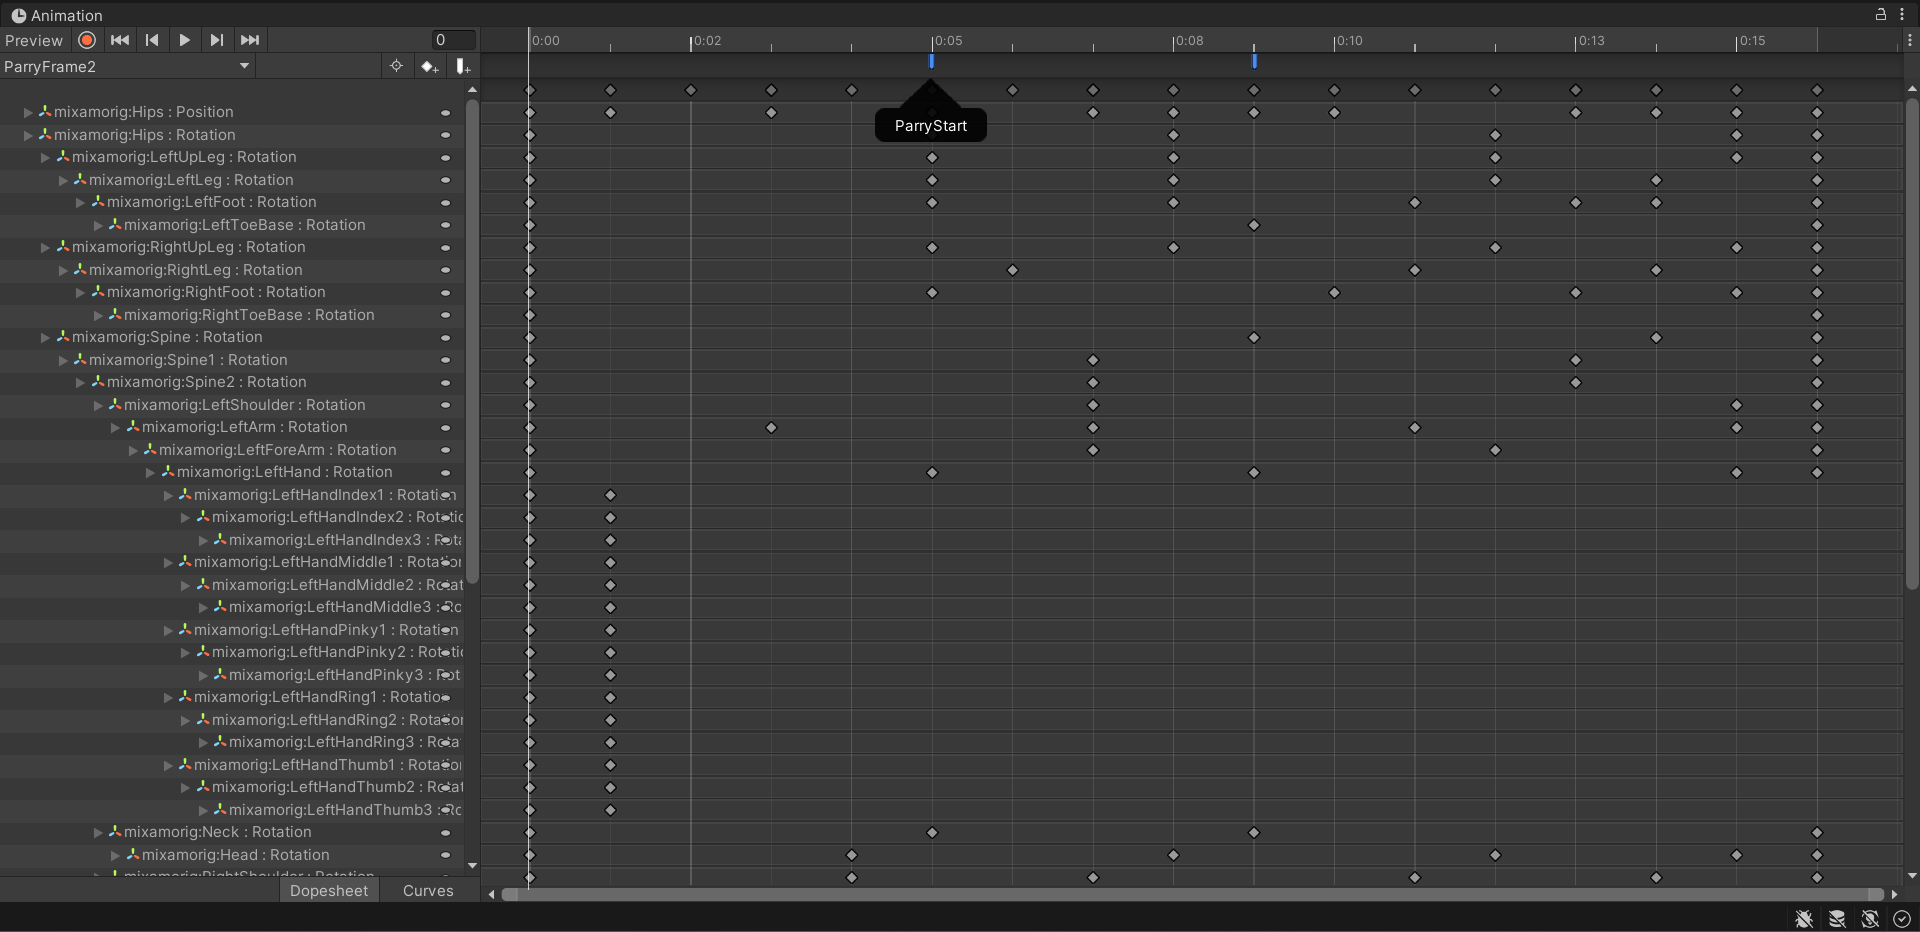 Animation
Preview
0
0:00
0:02
0:05
0:08
0:10
0:13
0:15
ParryFrame2
ParryStart
mixamorig:Hips : Position
mixamorig:Hips : Rotation
mixamorig:LeftUpLeg : Rotation
mixamorig:LeftLeg : Rotation
mixamorig:LeftFoot : Rotation
mixamorig:LeftToeBase : Rotation
mixamorig:RightUpLeg : Rotation
mixamorig:RightLeg : Rotation
mixamorig:RightFoot : Rotation
mixamorig:RightToeBase : Rotation
mixamorig:Spine : Rotation
mixamorig:Spine1 : Rotation
mixamorig:Spine2 : Rotation
mixamorig:LeftShoulder : Rotation
mixamorig:LeftArm : Rotation
mixamorig:LeftForeArm : Rotation
mixamorig:LeftHand : Rotation
mixamorig:LeftHandIndex1 : Rotation
mixamorig:LeftHandIndex2 : Rotatio
mixamorig:LeftHandIndex3 : Rota
mixamorig:LeftHandMiddle1 : Rotation
mixamorig:LeftHandMiddle2 : Rotat
mixamorig:LeftHandMiddle3 : Ro
mixamorig:LeftHandPinky1 : Rotation
mixamorig:LeftHandPinky2 : Rotatio
mixamorig:LeftHandPinky3 : Rot
mixamorig:LeftHandRing1 : Rotatio
mixamorig:LeftHandRing2 : Rotation
mixamorig:LeftHandRing3 : Rota
mixamorig:LeftHandThumb1 : Rotation
mixamorig:LeftHandThumb2 : Rotat
mixamorig:LeftHandThumb3 : Ro
mixamorig:Neck : Rotation
mixamorig:Head : Rotation
mixamorig:RightShoulder : Rotation
Dopesheet
Curves